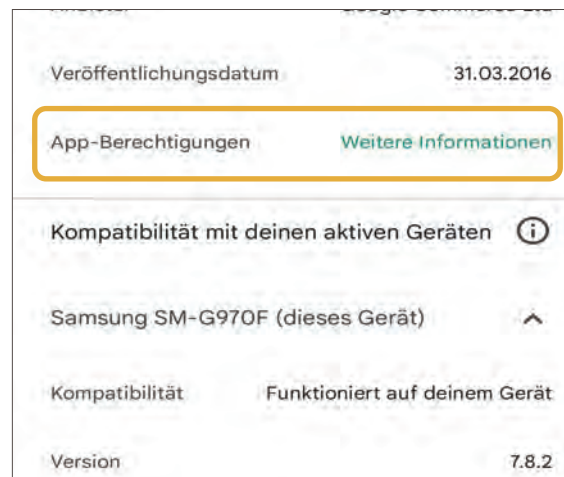 Veröffentlichungsdatum 31.03.2016
App-Berechtigungen Weitere Informationen
Kompatibilität mit deinen aktiven Geräten
Samsung SM-G970F (dieses Gerät)
Kompatibilität Funktioniert auf deinem Gerät
Version 7.8.2